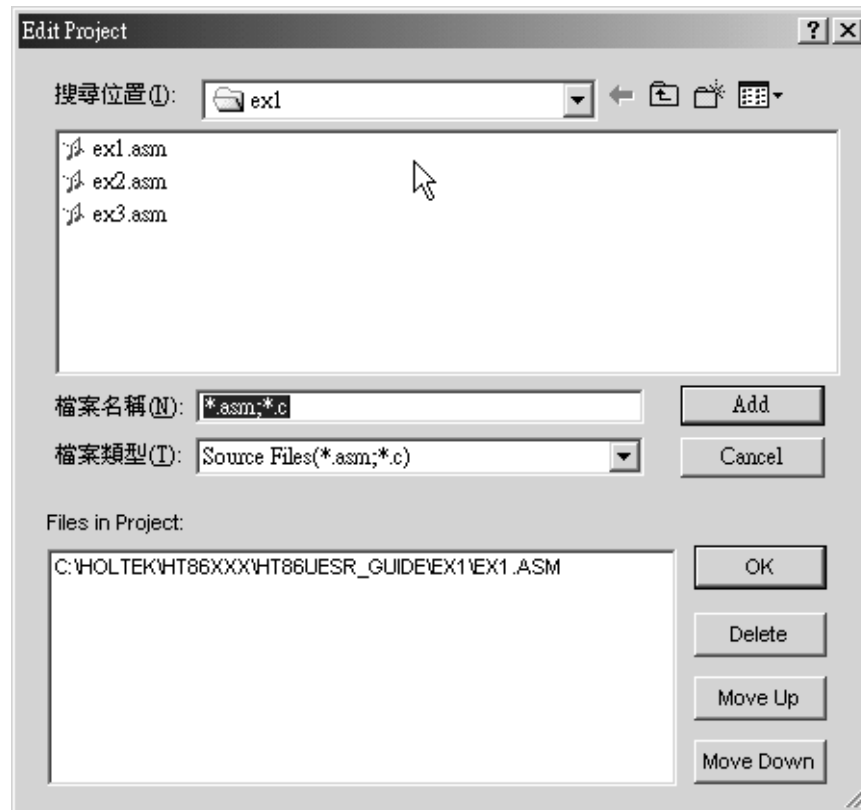 Edit Project
搜尋位置(I):
ex1
ex1.asm
ex2.asm
ex3.asm
檔案名稱(N):
*.asm;*.c
Add
檔案類型(T):
Source Files(*.asm;*.c)
Cancel
Files in Project:
C:\HOLTEK\HT86XXX\HT86UESR_GUIDE\EX1\EX1.ASM
OK
Delete
Move Up
Move Down